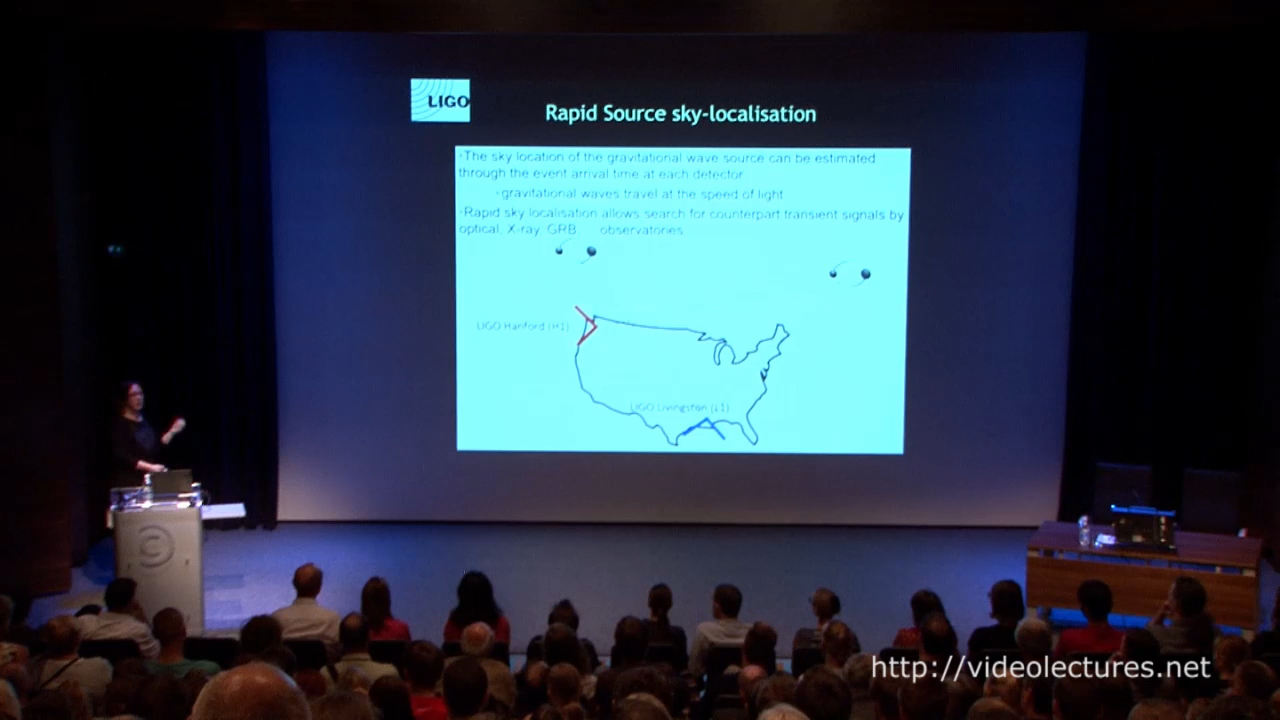 LIGO
Rapid Source sky-localisation
-The sky location of the gravitational wave source can be estimated
through the event arrival time at each detector
-gravitational waves travel at the speed of light
-Rapid sky localisation allows search for counterpart transient signals by
optical, X-ray, GRB observatories
LIGO Hanford (H1)
LIGO Livingston (L1)
http://videolectures.net